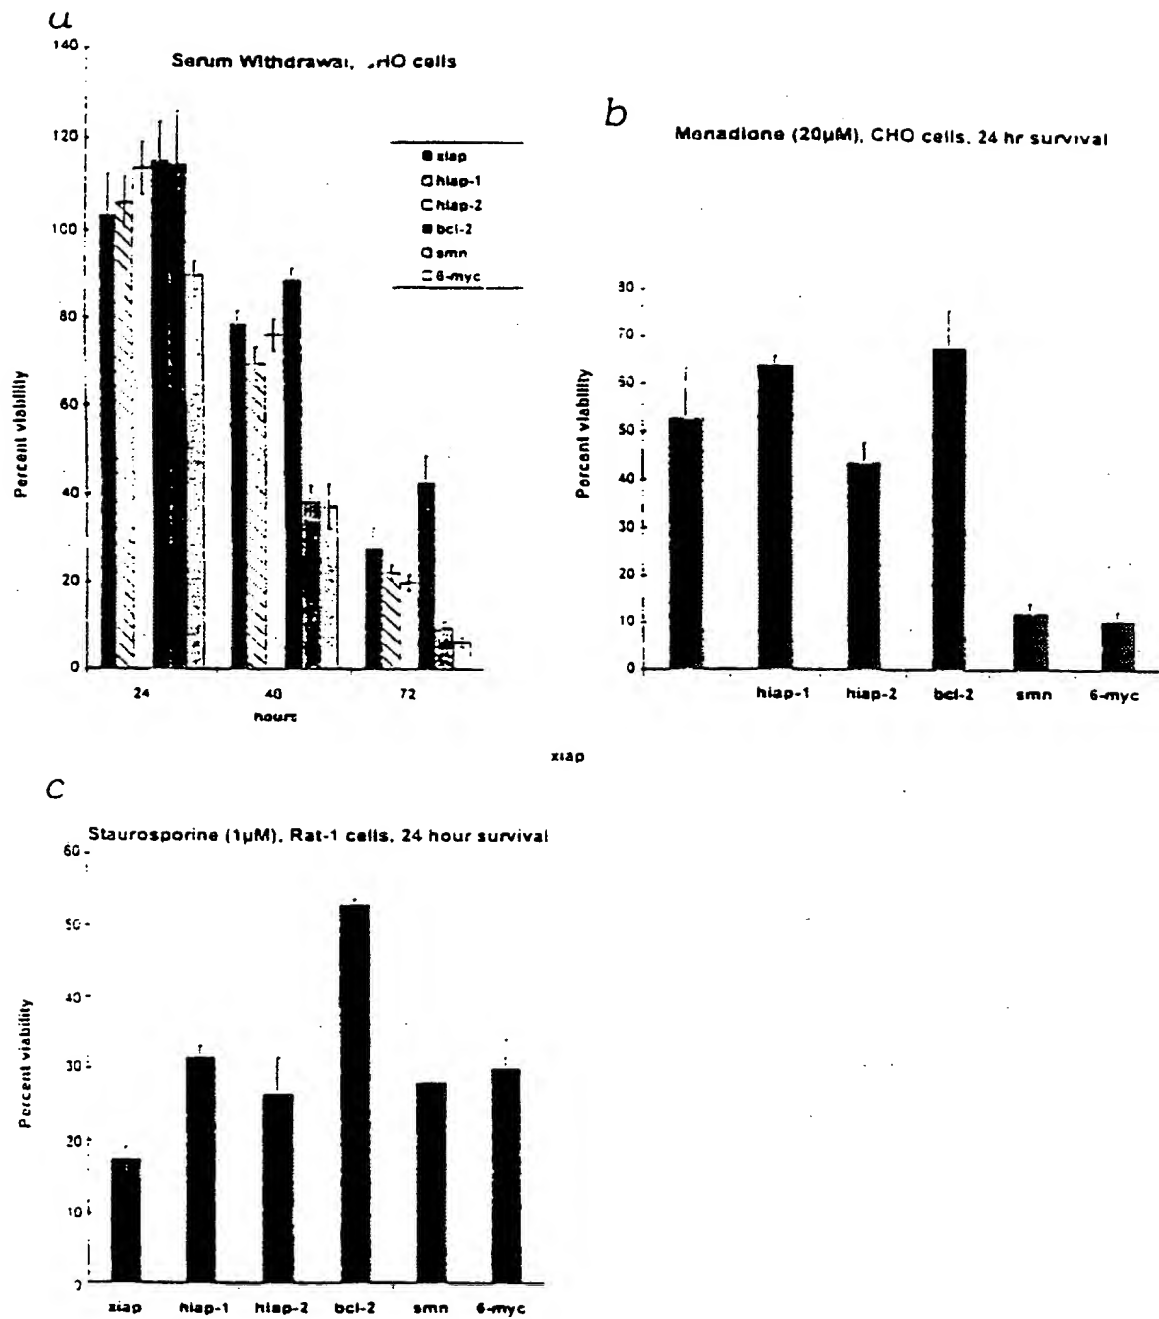 a
Serum Withdrawal, CHO cells
140
120
100
80
60
40
20
0
Percent viability
24 40 72
hours
xiap
hiap-1
hiap-2
bcl-2
smn
6-myc
b
Menadione (20µM), CHO cells, 24 hr survival
80
70
60
50
40
30
20
10
0
Percent viability
hiap-1 hiap-2 bcl-2 smn 6-myc
xiap
c
Staurosporine (1µM), Rat-1 cells, 24 hour survival
60
50
40
30
20
10
0
Percent viability
xiap hiap-1 hiap-2 bcl-2 smn 6-myc